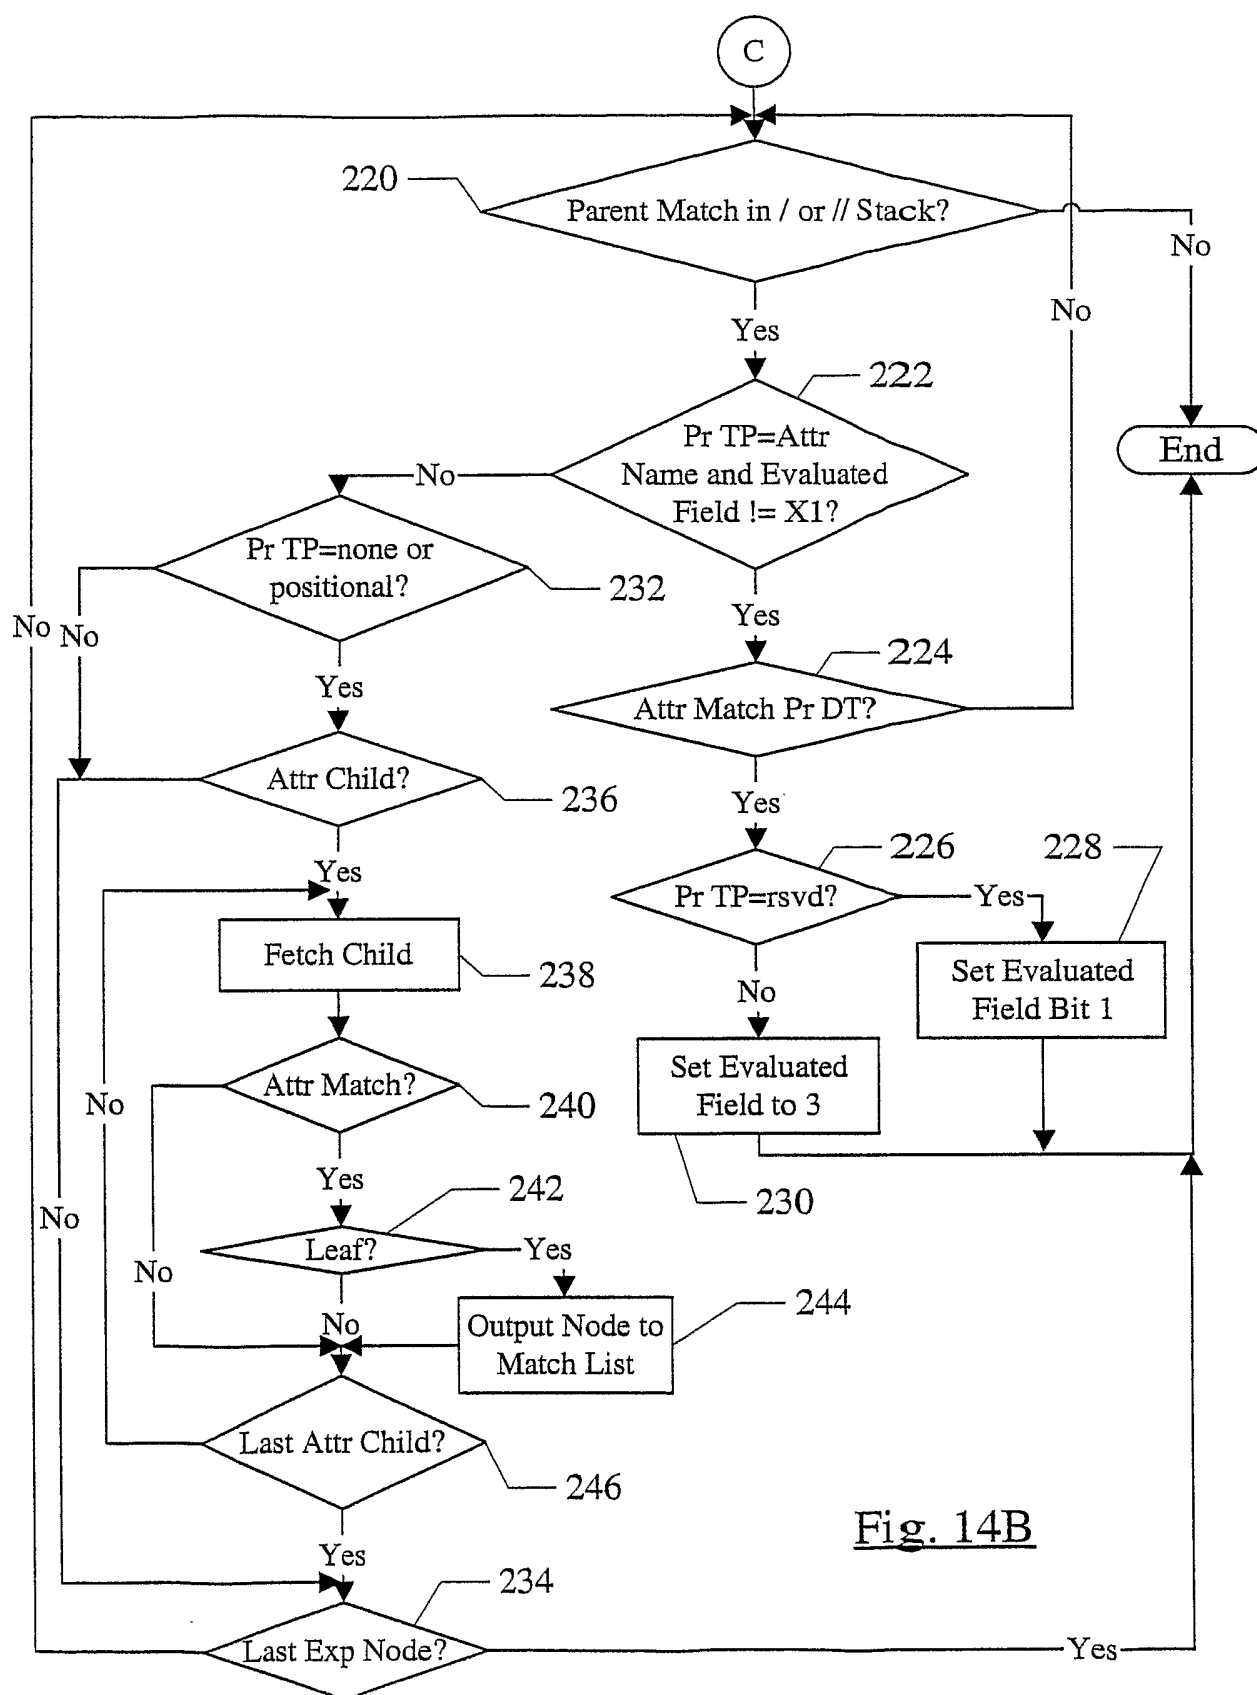 C
220
Parent Match in / or // Stack?
No
No
Yes
222
Pr TP=Attr
Name and Evaluated
Field != X1?
End
No
Pr TP=none or
positional?
232
Yes
No
No
224
Attr Match Pr DT?
Yes
Attr Child?
236
Yes
226
228
Pr TP=rsvd?
Yes
Yes
Fetch Child
238
No
Set Evaluated
Field Bit 1
Set Evaluated
Field to 3
Attr Match?
240
No
Yes
242
230
No
Leaf?
Yes
No
244
No
Output Node to
Match List
Last Attr Child?
246
Fig. 14B
Yes
234
Last Exp Node?
Yes